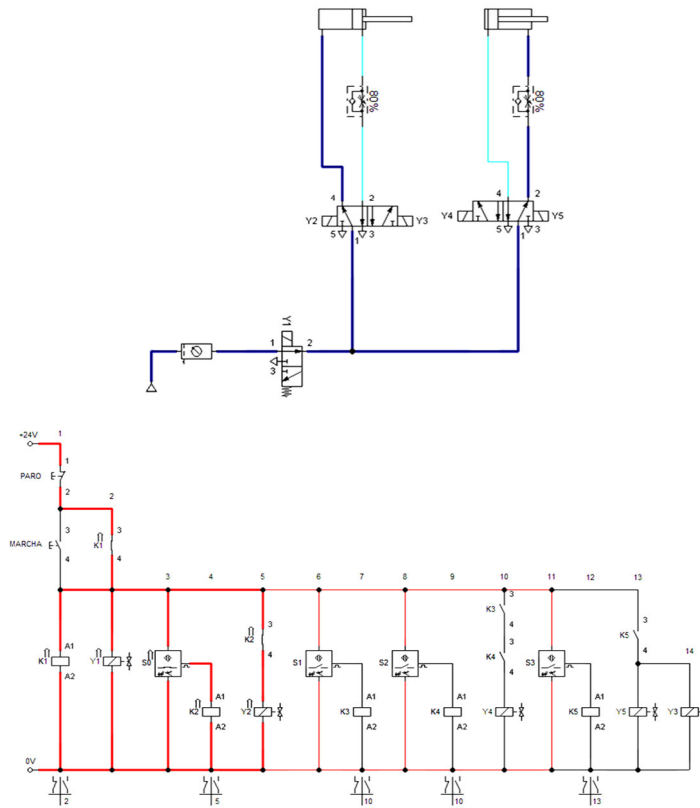 80%
80%
4 2
Y2 Y3
5 1 3
4 2
Y4 Y5
5 1 3
Y1
1 2
3
+24V 1
1
PARO
2
2
3 3
MARCHA K1
4 4
3 4 5 6 7 8 9 10 11 12 13
3
K3
4
3
K2
4
3
K4
4
3
K5
4
14
A1
K1
A2
Y1
S0
A1
K2
A2
Y2
S1
A1
K3
A2
S2
A1
K4
A2
Y4
S3
A1
K5
A2
Y5
Y3
0V
2 5 10 10 13